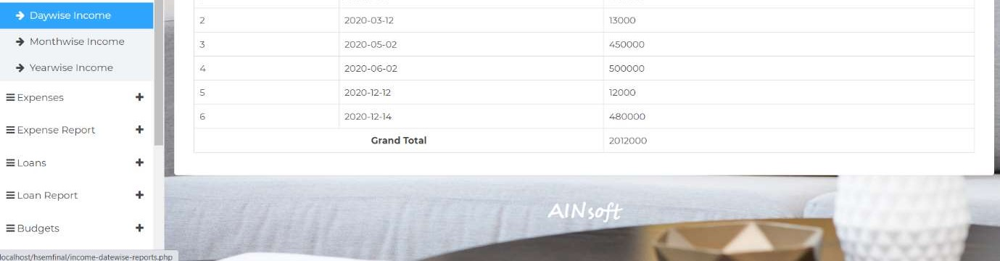 Daywise Income
Monthwise Income
Yearwise Income
Expenses
Expense Report
Loans
Loan Report
Budgets
localhost/hsemfinal/income-datewise-reports.php
2 2020-03-12 13000
3 2020-05-02 450000
4 2020-06-02 500000
5 2020-12-12 12000
6 2020-12-14 480000
Grand Total 2012000
AINsoft